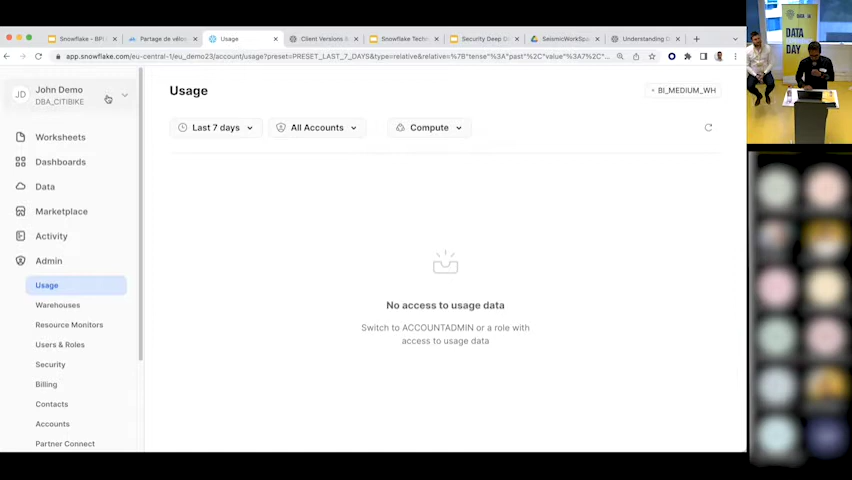 Snowflake - BPI
Partage de vélos
Usage
Client Versions &
Snowflake Techn
Security Deep D
SeismicWorkSpa
Understanding D
app.snowflake.com/eu-central-1/eu_demo23/account/usage?preset=PRESET_LAST_7_DAYS&type=relative&relative=%7B"tense"%3A"past"%2C"value"%3A7%2C"...
JD
John Demo
DBA_CITIBIKE
Worksheets
Dashboards
Data
Marketplace
Activity
Admin
Usage
Warehouses
Resource Monitors
Users & Roles
Security
Billing
Contacts
Accounts
Partner Connect
Usage
BI_MEDIUM_WH
Last 7 days
All Accounts
Compute
No access to usage data
Switch to ACCOUNTADMIN or a role with
access to usage data
DATA
DAY